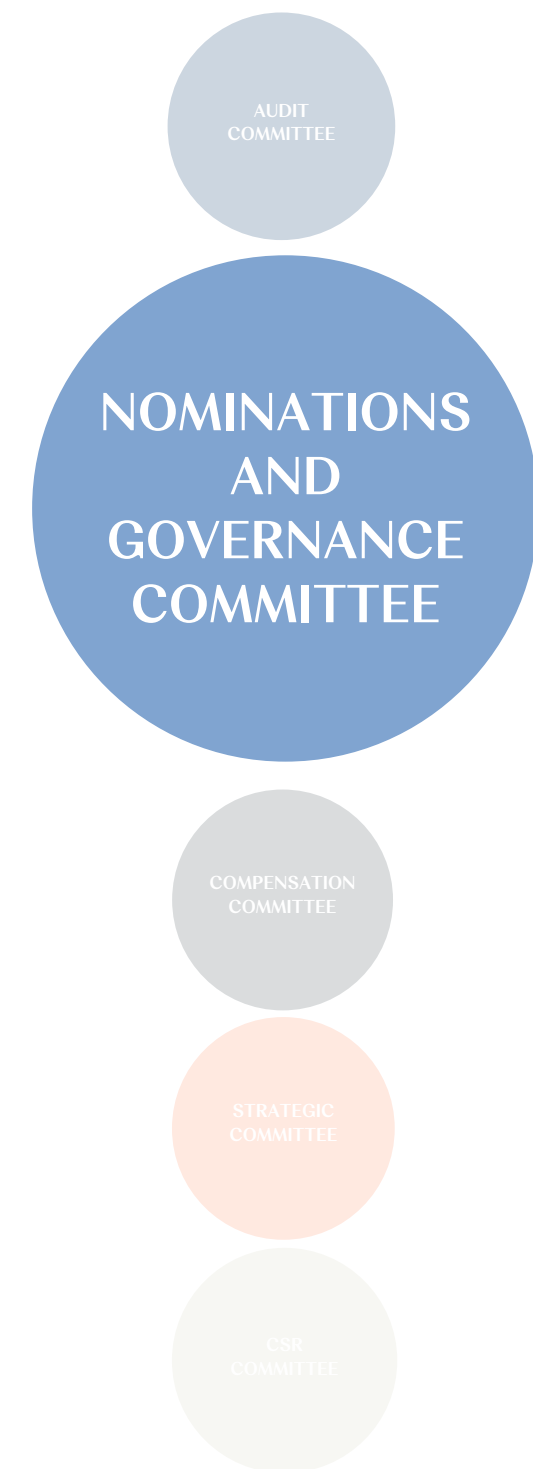 AUDIT
COMMITTEE
NOMINATIONS
AND
GOVERNANCE
COMMITTEE
COMPENSATION
COMMITTEE
STRATEGIC
COMMITTEE
CSR
COMMITTEE